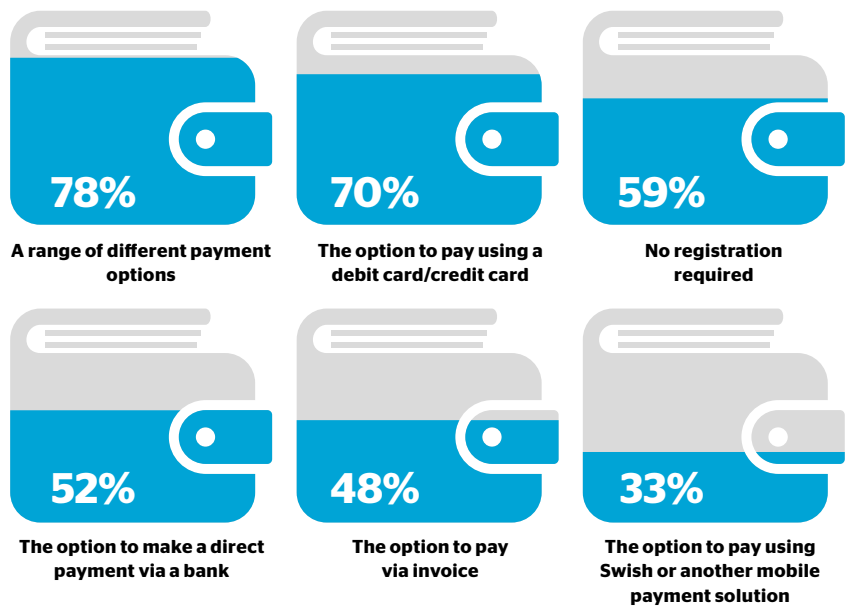 78%
A range of different payment
options
70%
The option to pay using a
debit card/credit card
59%
No registration
required
52%
The option to make a direct
payment via a bank
48%
The option to pay
via invoice
33%
The option to pay using
Swish or another mobile
payment solution